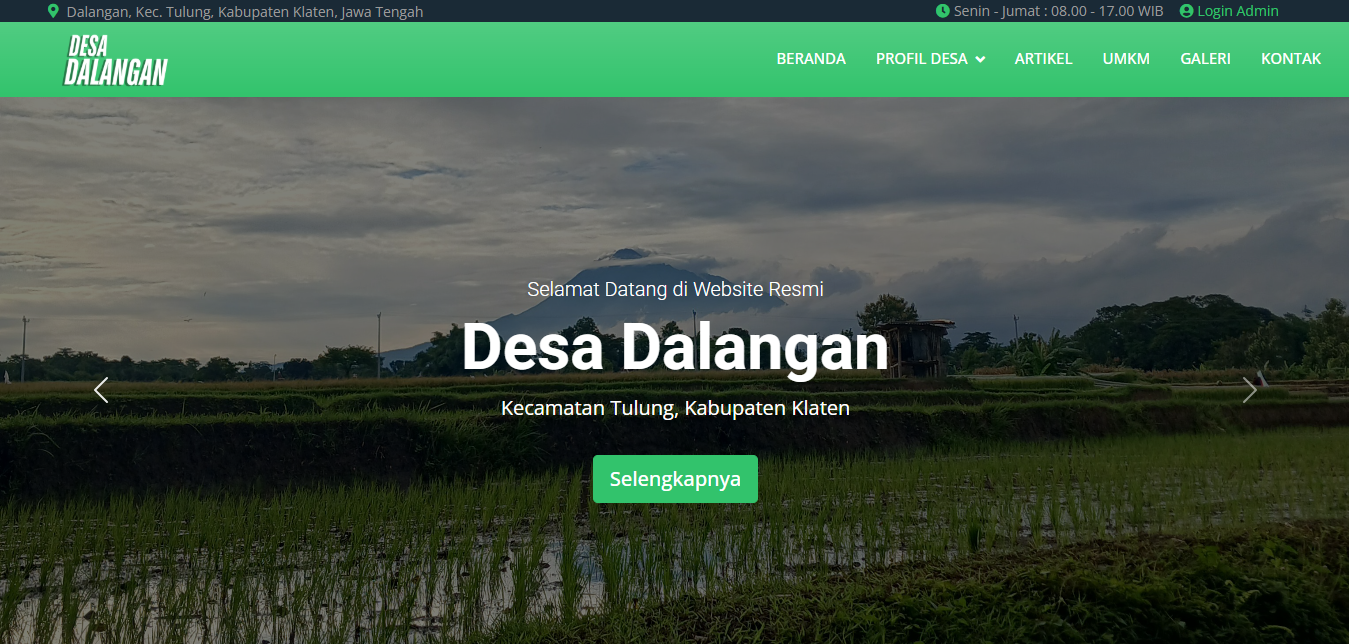 Dalangan, Kec. Tulung, Kabupaten Klaten, Jawa Tengah
Senin - Jumat : 08.00 - 17.00 WIB
Login Admin
DESA
DALANGAN
BERANDA
PROFIL DESA
ARTIKEL
UMKM
GALERI
KONTAK
Selamat Datang di Website Resmi
Desa Dalangan
Kecamatan Tulung, Kabupaten Klaten
Selengkapnya